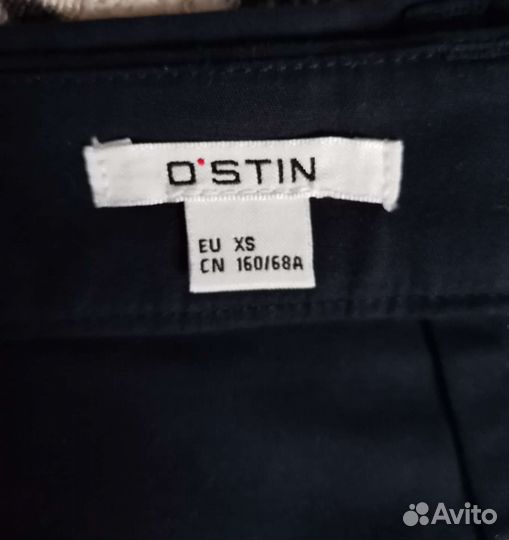 O'STIN
EU XS
CN 160/68A
Avito